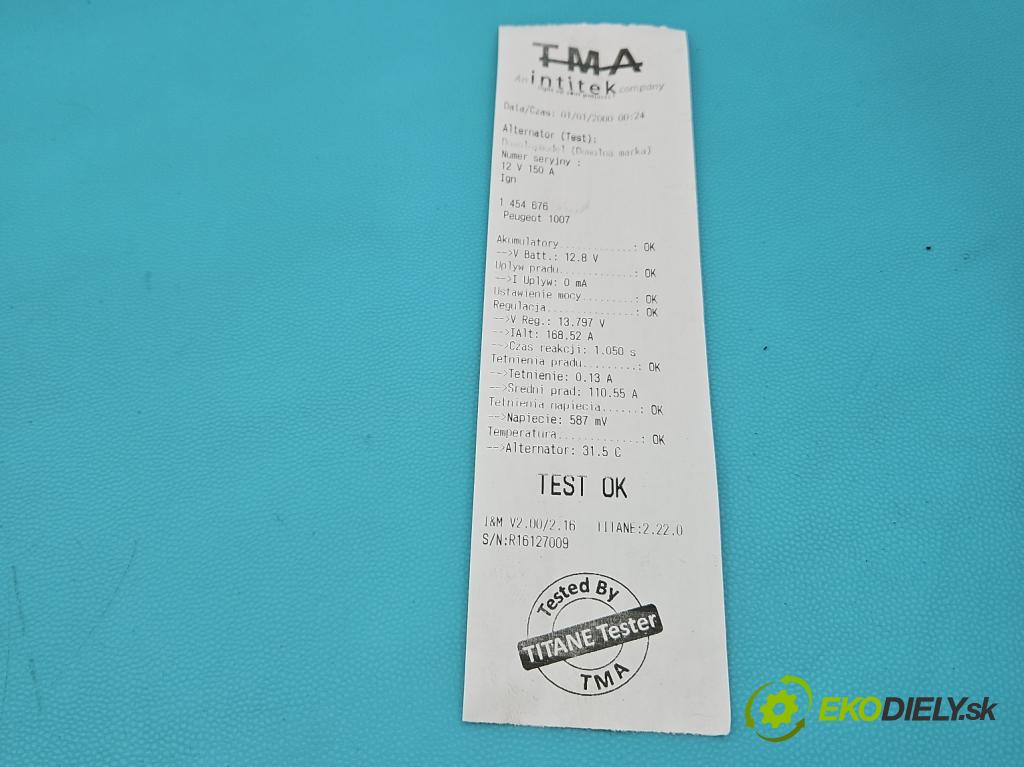 TMA
An intitek company
Data/Czas: 01/01/2000 00:24
Alternator (Test):
(Dowolna marka)
Numer seryjny :
12 V 150 A
Ign
1 454 676
Peugeot 1007
Akumulatory............: OK
-->V Batt.: 12.8 V
Uplyw pradu............: OK
-->I Uplyw: 0 mA
Ustawienie mocy........: OK
Regulacja..............: OK
-->V Reg.: 13.797 V
-->IAlt: 168.52 A
-->Czas reakcji: 1.050 s
Tetnienia pradu.........: OK
-->Tetnienie: 0.13 A
-->Sredni prad: 110.55 A
Tetnienia napiecia......: OK
-->Napiecie: 587 mV
Temperatura.............: OK
-->Alternator: 31.5 C
TEST OK
I&M V2.00/2.16 TITANE:2.22.0
S/N:R16127009
Tested By
TITANE Tester
TMA
EKODIELY.sk